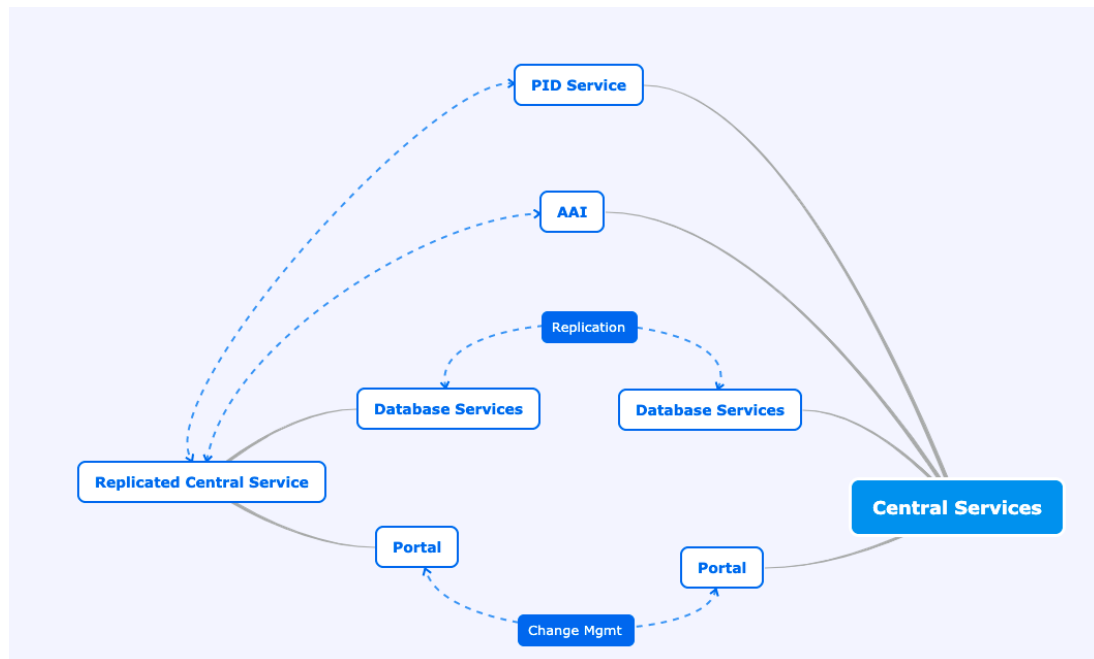 PID Service
AAI
Replication
Database Services
Database Services
Replicated Central Service
Central Services
Portal
Portal
Change Mgmt